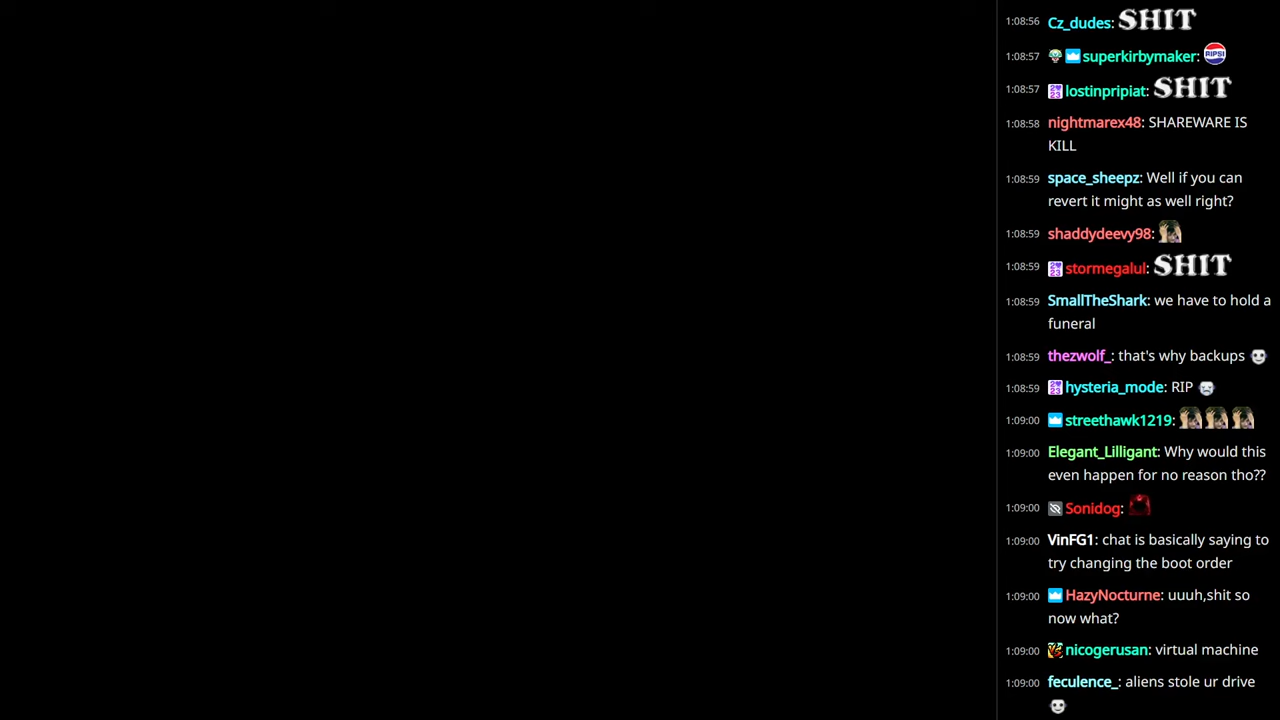 1:08:56 Cz_dudes: SHIT
1:08:57 superkirbymaker: PIPSI
1:08:57 lostinpripiat: SHIT
1:08:58 nightmarex48: SHAREWARE IS
KILL
1:08:59 space_sheepz: Well if you can
revert it might as well right?
1:08:59 shaddydeevy98:
1:08:59 stormegalul: SHIT
1:08:59 SmallTheShark: we have to hold a
funeral
1:08:59 thezwolf_: that's why backups
1:08:59 hysteria_mode: RIP
1:09:00 streethawk1219:
1:09:00 Elegant_Lilligant: Why would this
even happen for no reason tho??
1:09:00 Sonidog:
1:09:00 VinFG1: chat is basically saying to
try changing the boot order
1:09:00 HazyNocturne: uuuh,shit so
now what?
1:09:00 nicogerusan: virtual machine
1:09:00 feculence_: aliens stole ur drive